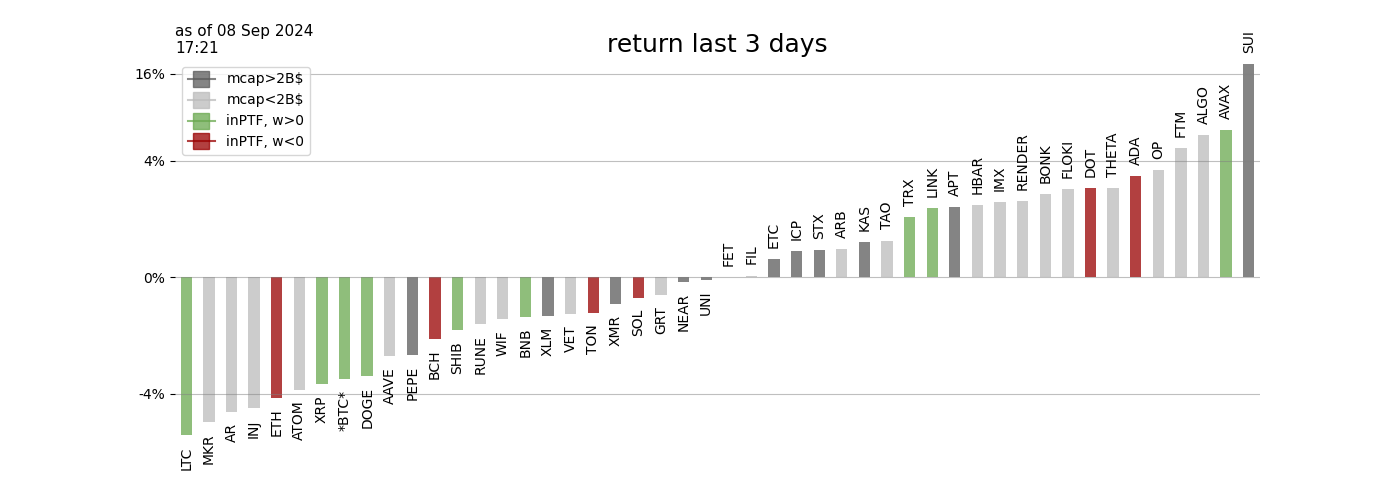 as of 08 Sep 2024
17:21
return last 3 days
mcap>2B$
mcap<2B$
inPTF, w>0
inPTF, w<0
16%
4%
0%
-4%
LTC
MKR
AR
INJ
ETH
ATOM
XRP
*BTC*
DOGE
AAVE
PEPE
BCH
SHIB
RUNE
WIF
BNB
XLM
VET
TON
XMR
SOL
GRT
NEAR
UNI
FET
FIL
ETC
ICP
STX
ARB
KAS
TAO
TRX
LINK
APT
HBAR
IMX
RENDER
BONK
FLOKI
DOT
THETA
ADA
OP
FTM
ALGO
AVAX
SUI